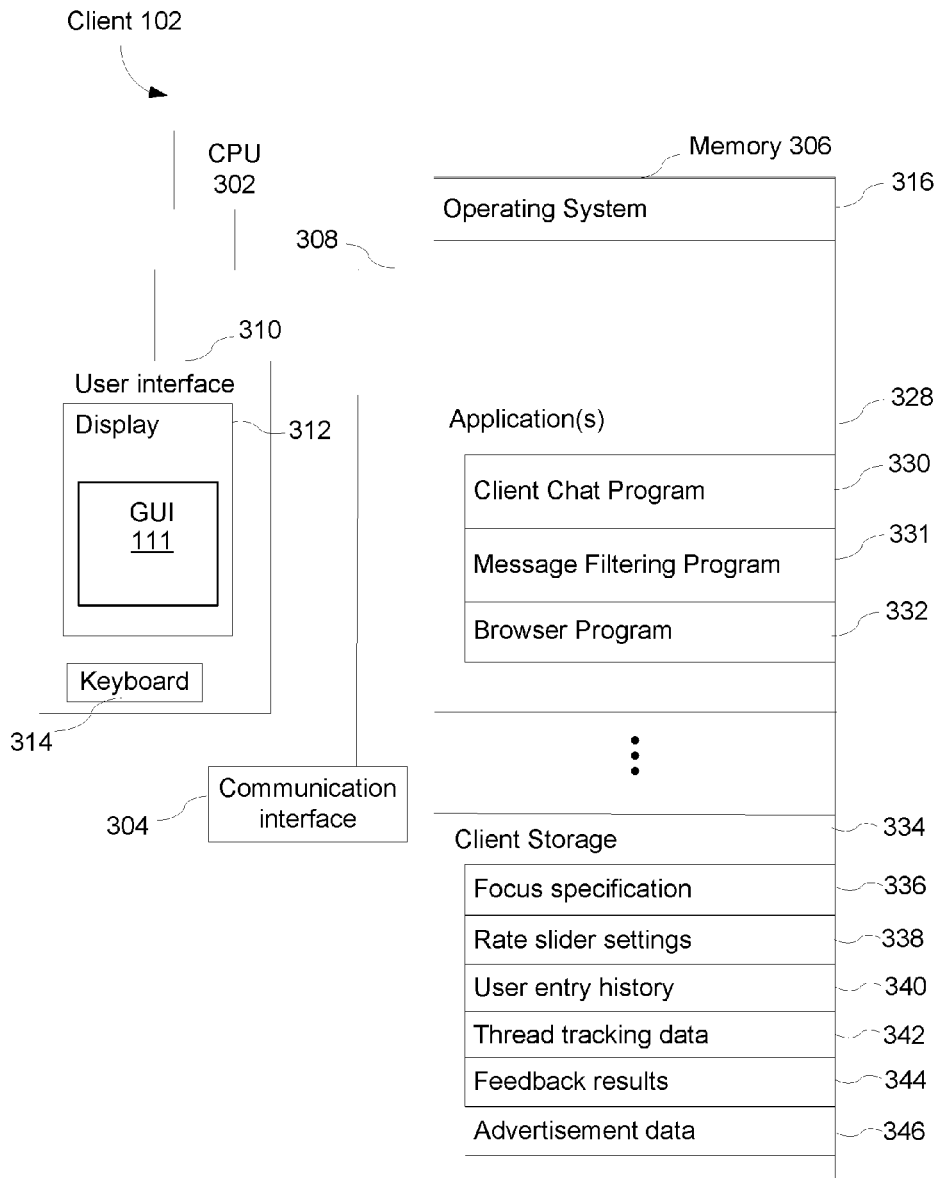 Client 102
CPU
302
Memory 306
316
Operating System
308
310
User interface
Display
312
GUI
111
Keyboard
314
Communication
interface
304
328
Application(s)
330
Client Chat Program
331
Message Filtering Program
332
Browser Program
334
Client Storage
Focus specification
336
Rate slider settings
338
User entry history
340
Thread tracking data
342
Feedback results
344
Advertisement data
346